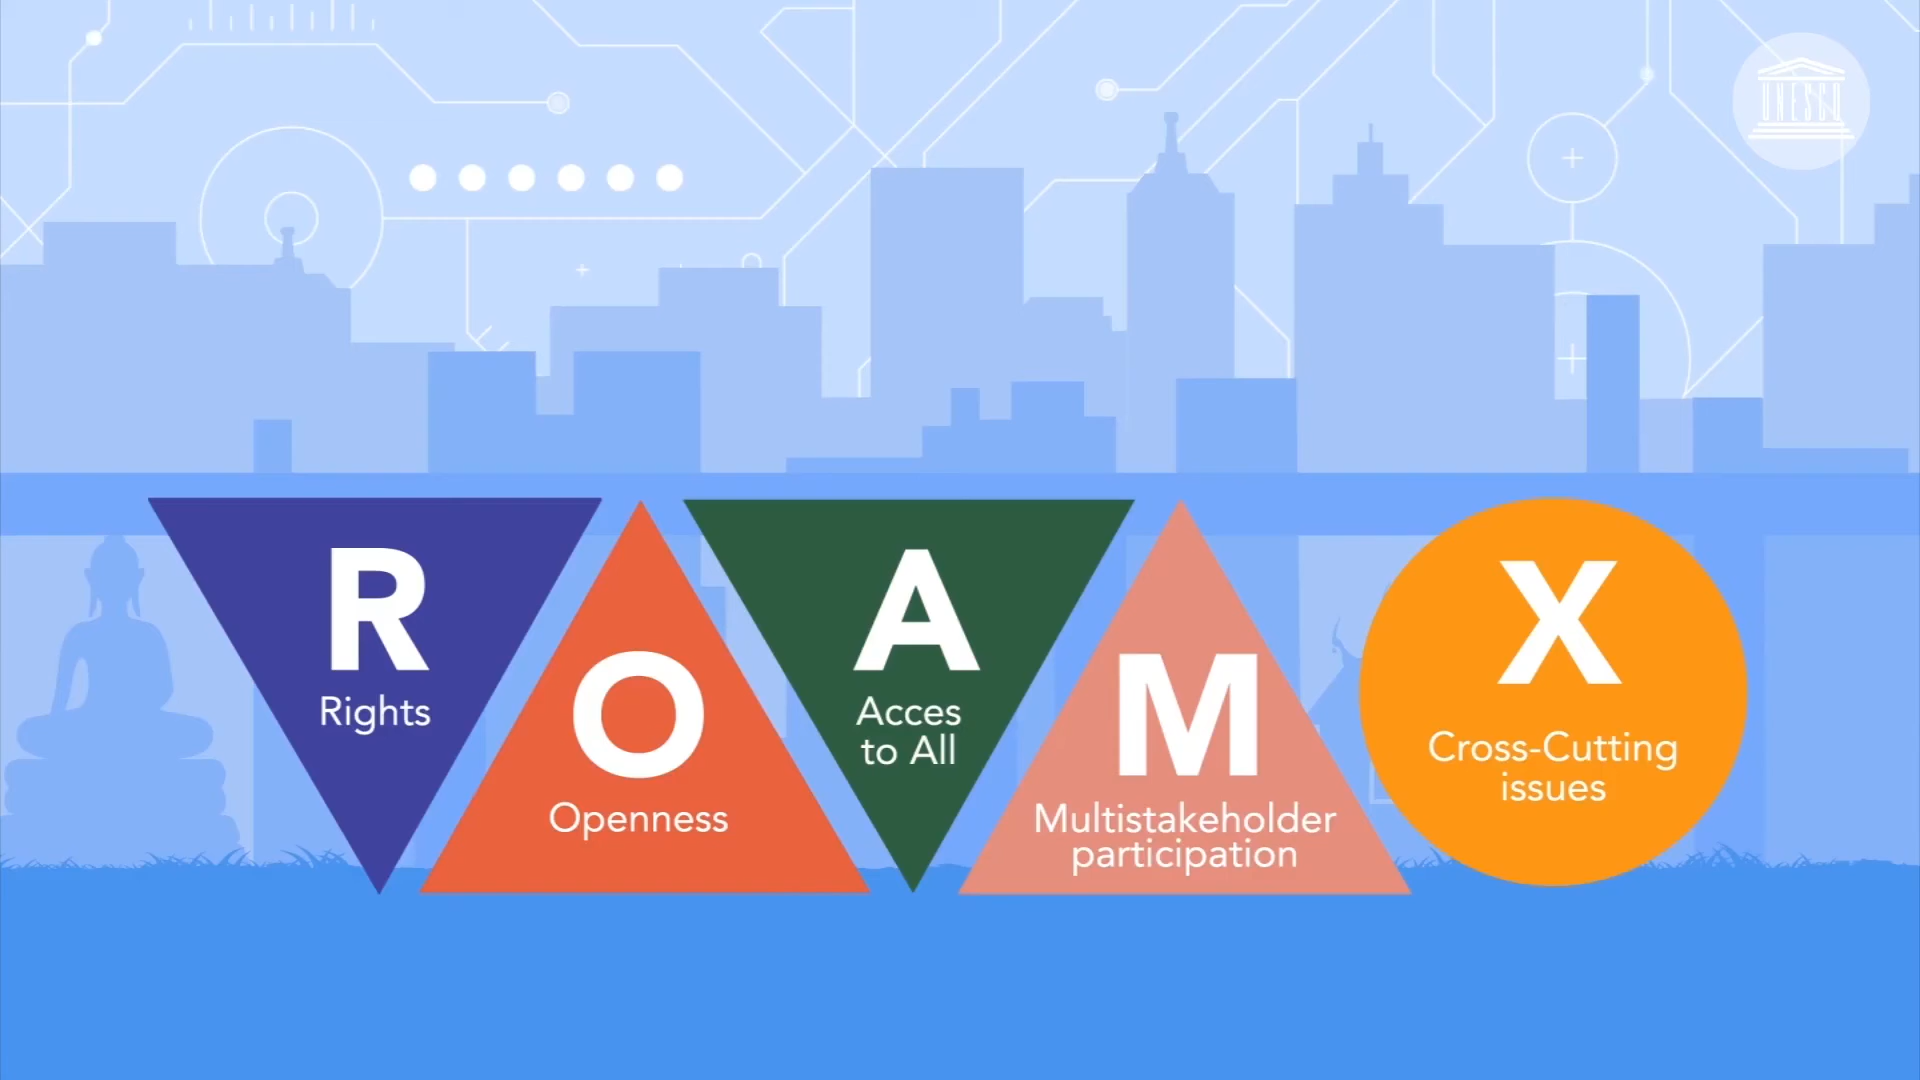 UNESCO
R
Rights
O
Openness
A
Acces
to All
M
Multistakeholder
participation
X
Cross-Cutting
issues